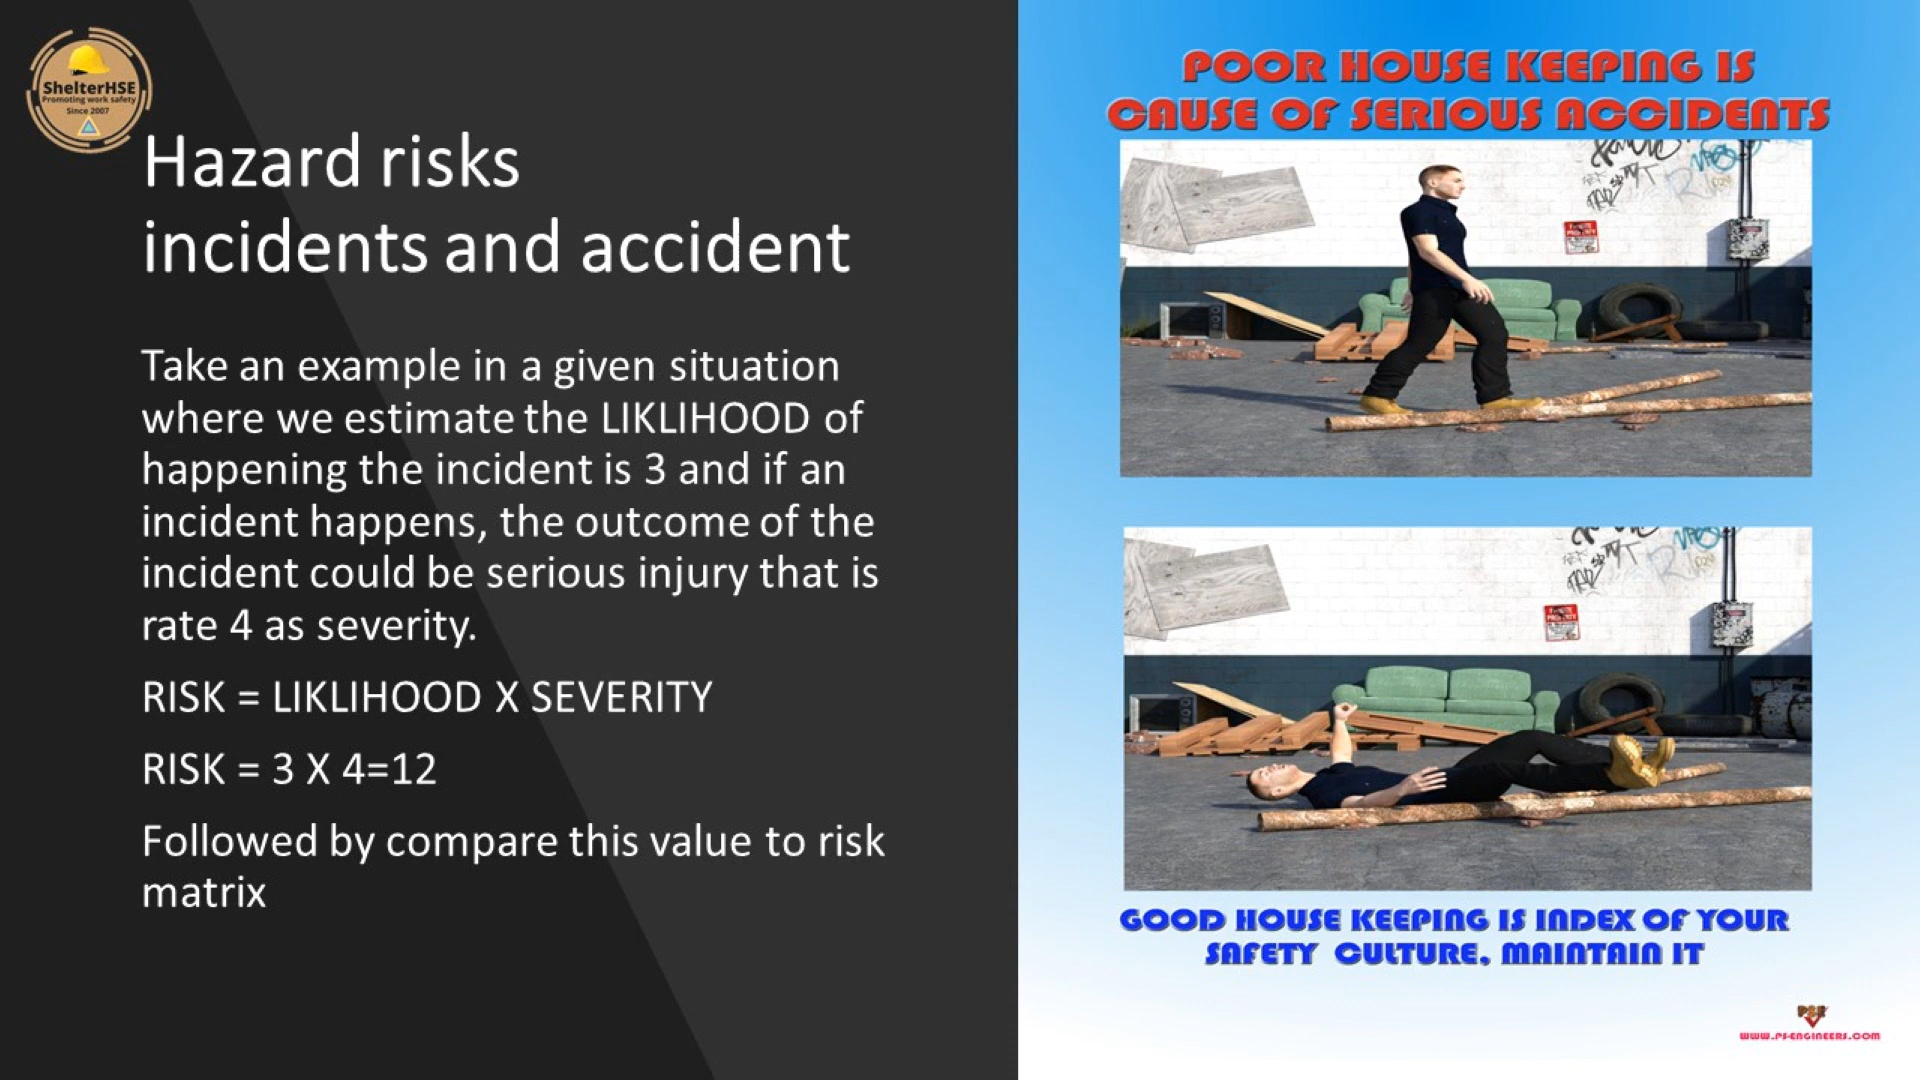 ShelterHSE
Promoting work safety
Since 2007
Hazard risks
incidents and accident
Take an example in a given situation
where we estimate the LIKLIHOOD of
happening the incident is 3 and if an
incident happens, the outcome of the
incident could be serious injury that is
rate 4 as severity.
RISK = LIKLIHOOD X SEVERITY
RISK = 3 X 4=12
Followed by compare this value to risk
matrix
POOR HOUSE KEEPING IS
CAUSE OF SERIOUS ACCIDENTS
GOOD HOUSE KEEPING IS INDEX OF YOUR
SAFETY CULTURE, MAINTAIN IT
WWW.PS-ENGINEERS.COM